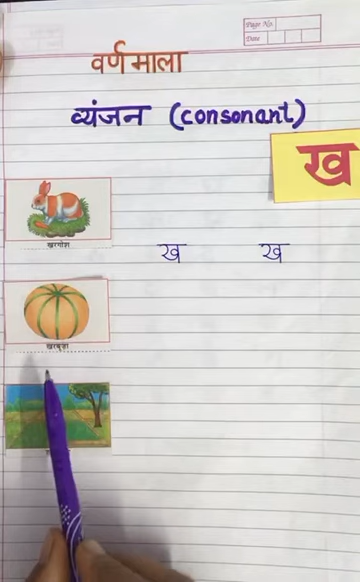 Page No.
Date
वर्णमाला
व्यंजन (consonant)
ख
खरगोश
ख ख
खरबूजा